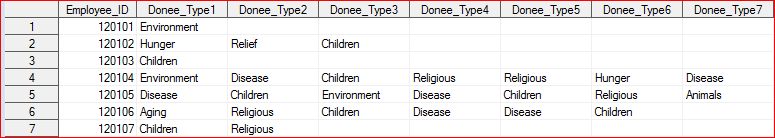 Employee_ID Donee_Type1 Donee_Type2 Donee_Type3 Donee_Type4 Donee_Type5 Donee_Type6 Donee_Type7
1 120101 Environment
2 120102 Hunger Relief Children
3 120103 Children
4 120104 Environment Disease Children Religious Religious Hunger Disease
5 120105 Disease Children Environment Disease Children Religious Animals
6 120106 Aging Religious Children Disease Disease Children
7 120107 Children Religious